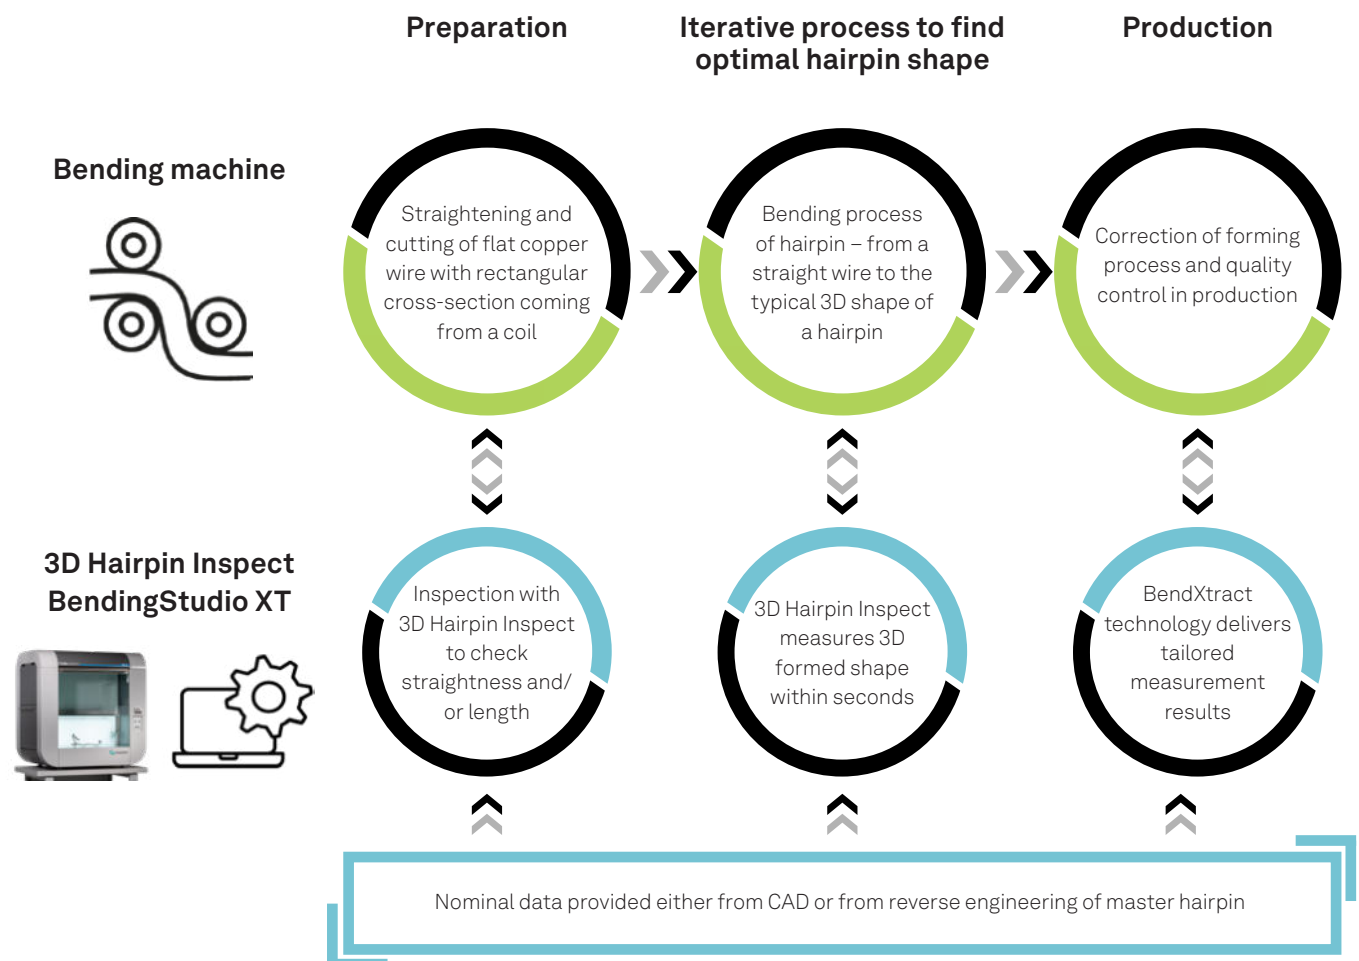 Preparation
Iterative process to find
optimal hairpin shape
Production
Bending machine
Straightening and
cutting of flat copper
wire with rectangular
cross-section coming
from a coil
Bending process
of hairpin – from a
straight wire to the
typical 3D shape of
a hairpin
Correction of forming
process and quality
control in production
3D Hairpin Inspect
BendingStudio XT
Inspection with
3D Hairpin Inspect
to check
straightness and/
or length
3D Hairpin Inspect
measures 3D
formed shape
within seconds
BendXtract
technology delivers
tailored
measurement
results
Nominal data provided either from CAD or from reverse engineering of master hairpin